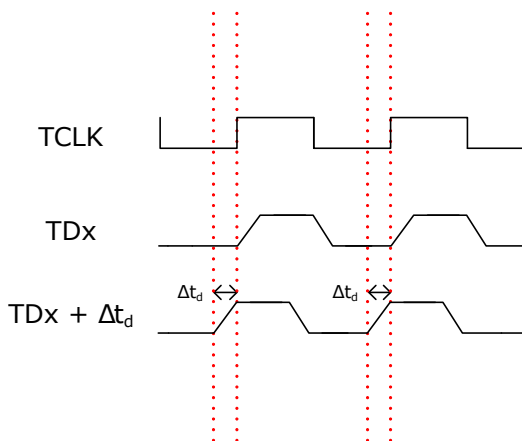 TCLK
TDx
Δt_d Δt_d
TDx + Δt_d